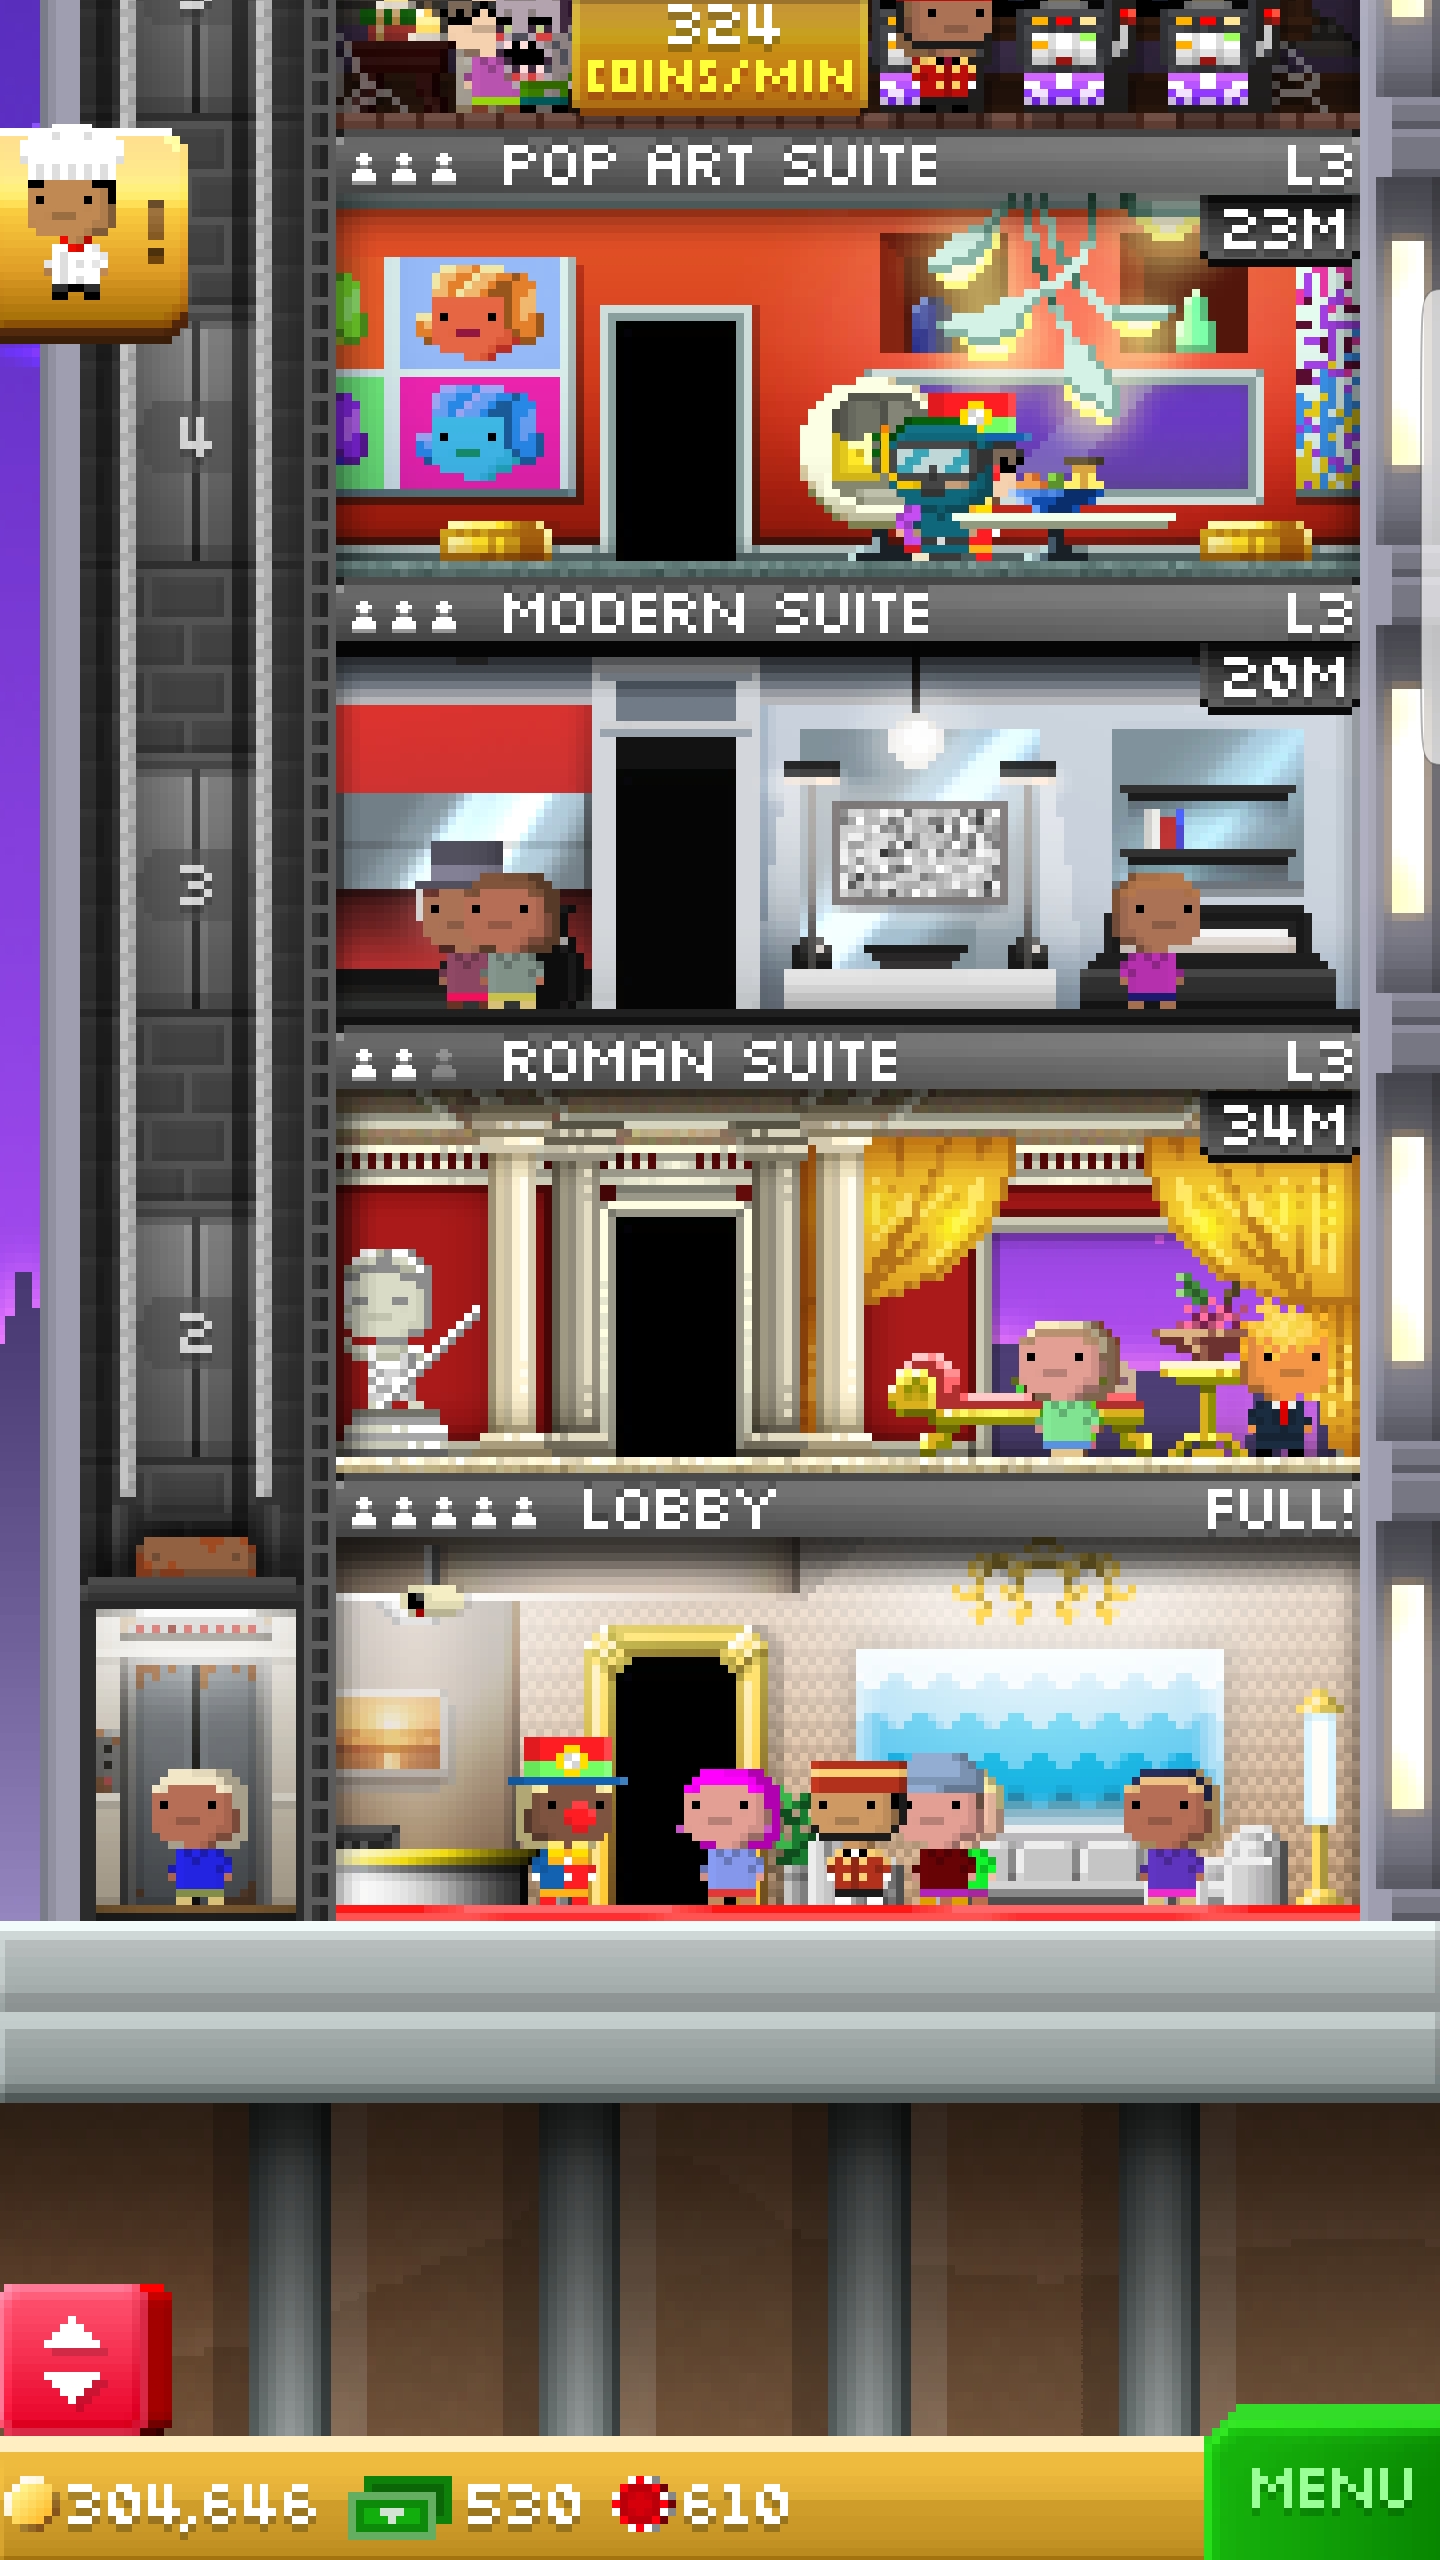 324
COINS/MIN
POP ART SUITE L3
23M
!
4
MODERN SUITE L3
20M
3
ROMAN SUITE L3
34M
2
LOBBY FULL!
304,646 530 610
MENU